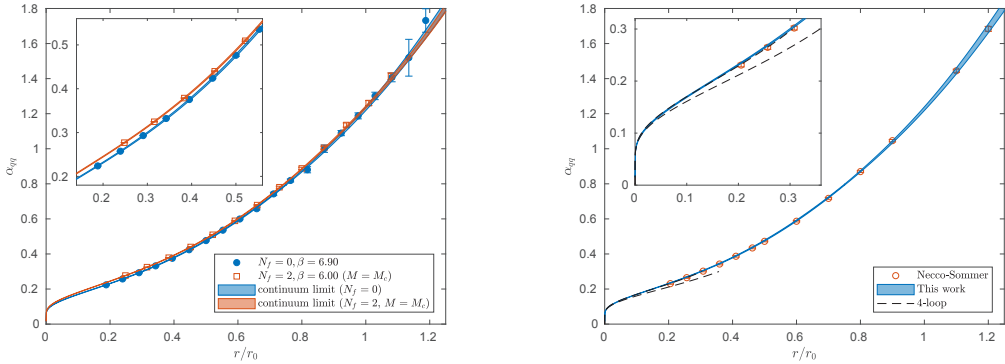 1.8
1.6
1.4
1.2
1
0.8
0.6
0.4
0.2
0
α_qq
0.5
0.4
0.3
0.2
0.2 0.3 0.4 0.5
N_f = 0, β = 6.90
N_f = 2, β = 6.00 (M = M_c)
continuum limit (N_f = 0)
continuum limit (N_f = 2, M = M_c)
0 0.2 0.4 0.6 0.8 1 1.2
r/r_0
1.8
1.6
1.4
1.2
1
0.8
0.6
0.4
0.2
0
α_qq
0.3
0.2
0.1
0
0 0.1 0.2 0.3
Necco-Sommer
This work
4-loop
0 0.2 0.4 0.6 0.8 1 1.2
r/r_0